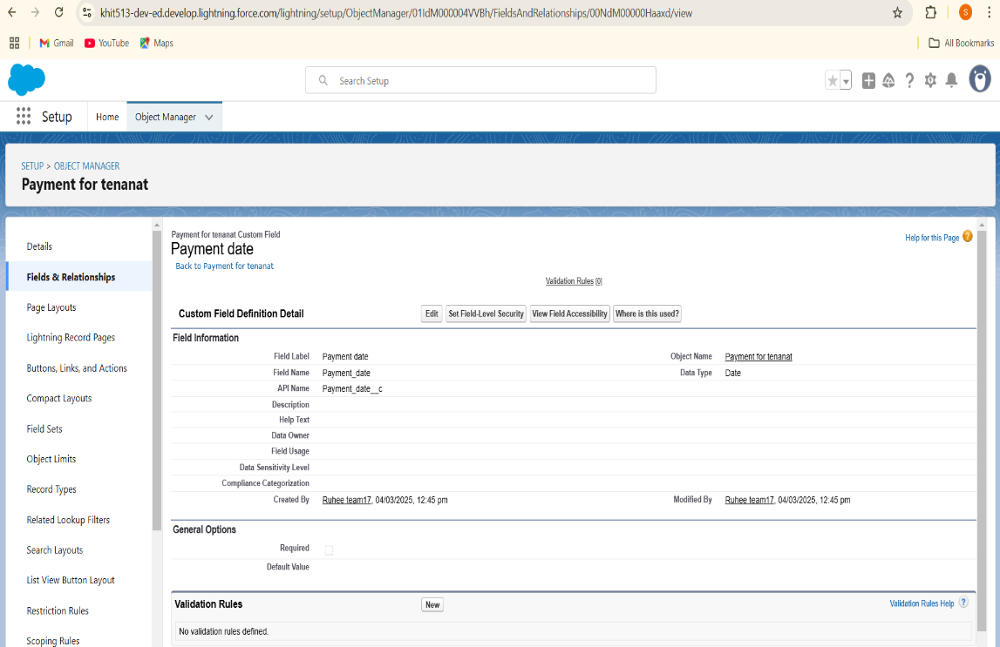 khit513-dev-ed.develop.lightning.force.com/lightning/setup/ObjectManager/01IdM000004VVBh/FieldsAndRelationships/00NdM00000Haaxd/view
S
Gmail YouTube Maps All Bookmarks
Search Setup
Setup Home Object Manager
SETUP > OBJECT MANAGER
Payment for tenanat
Details
Fields & Relationships
Page Layouts
Lightning Record Pages
Buttons, Links, and Actions
Compact Layouts
Field Sets
Object Limits
Record Types
Related Lookup Filters
Search Layouts
List View Button Layout
Restriction Rules
Scoping Rules
Payment for tenanat Custom Field
Payment date
Help for this Page ?
Back to Payment for tenanat
Validation Rules [0]
Custom Field Definition Detail Edit Set Field-Level Security View Field Accessibility Where is this used?
Field Information
Field Label Payment date Object Name Payment for tenanat
Field Name Payment_date Data Type Date
API Name Payment_date__c
Description
Help Text
Data Owner
Field Usage
Data Sensitivity Level
Compliance Categorization
Created By Ruhee team17, 04/03/2025, 12:45 pm Modified By Ruhee team17, 04/03/2025, 12:45 pm
General Options
Required
Default Value
Validation Rules New Validation Rules Help ?
No validation rules defined.